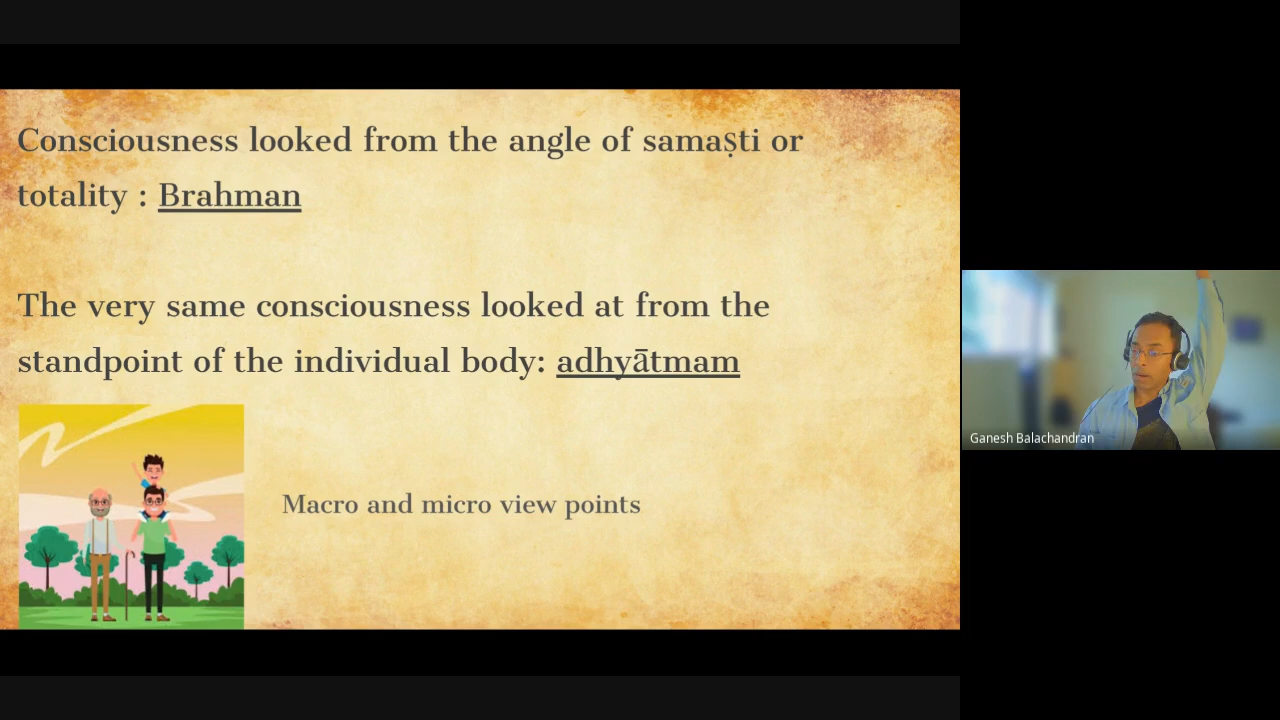 Consciousness looked from the angle of samaṣti or
totality : Brahman
The very same consciousness looked at from the
standpoint of the individual body: adhyātmam
Macro and micro view points
Ganesh Balachandran